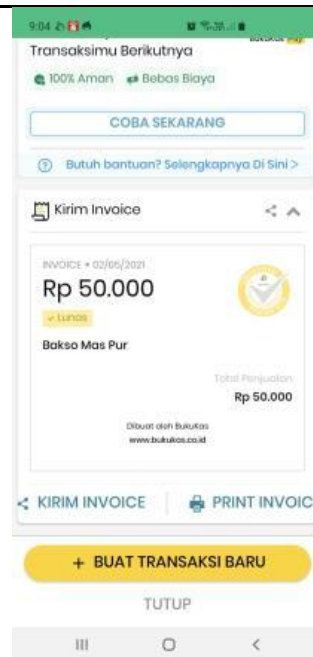 9:04
Transaksimu Berikutnya
100% Aman Bebas Biaya
COBA SEKARANG
Butuh bantuan? Selengkapnya Di Sini >
Kirim Invoice
INVOICE • 02/05/2021
Rp 50.000
Lunas
Bakso Mas Pur
Total Penjualan
Rp 50.000
Dibuat oleh BukuKas
www.bukukas.co.id
KIRIM INVOICE PRINT INVOIC
+ BUAT TRANSAKSI BARU
TUTUP